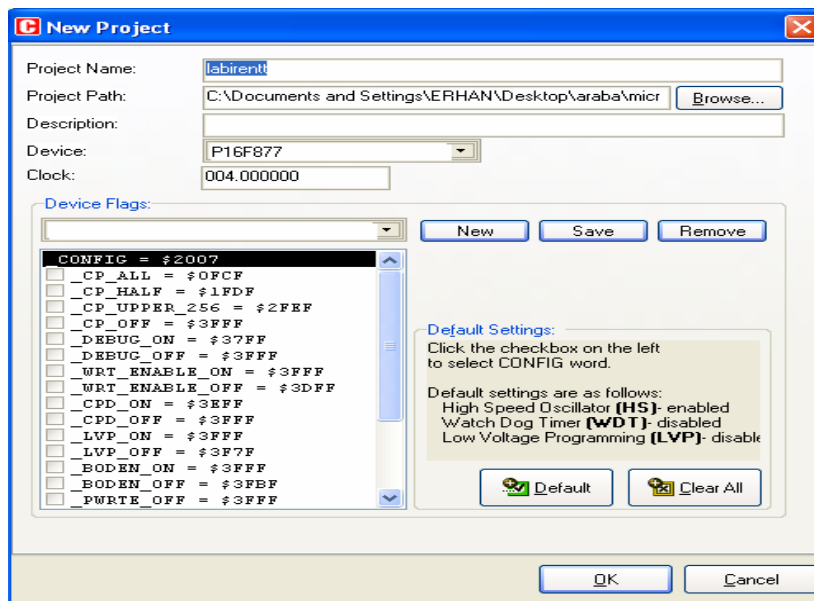 New Project
Project Name: labirentt
Project Path: C:\Documents and Settings\ERHAN\Desktop\araba\micr Browse...
Description:
Device: P16F877
Clock: 004.000000
Device Flags:
New Save Remove
CONFIG = $2007
_CP_ALL = $0FCF
_CP_HALF = $1FDF
_CP_UPPER_256 = $2FEF
_CP_OFF = $3FFF
_DEBUG_ON = $37FF
_DEBUG_OFF = $3FFF
_WRT_ENABLE_ON = $3FFF
_WRT_ENABLE_OFF = $3DFF
_CPD_ON = $3EFF
_CPD_OFF = $3FFF
_LVP_ON = $3FFF
_LVP_OFF = $3F7F
_BODEN_ON = $3FFF
_BODEN_OFF = $3FBF
_PWRTE_OFF = $3FFF
Default Settings:
Click the checkbox on the left
to select CONFIG word.
Default settings are as follows:
High Speed Oscillator (HS)- enabled
Watch Dog Timer (WDT)- disabled
Low Voltage Programming (LVP)- disable
Default Clear All
OK Cancel